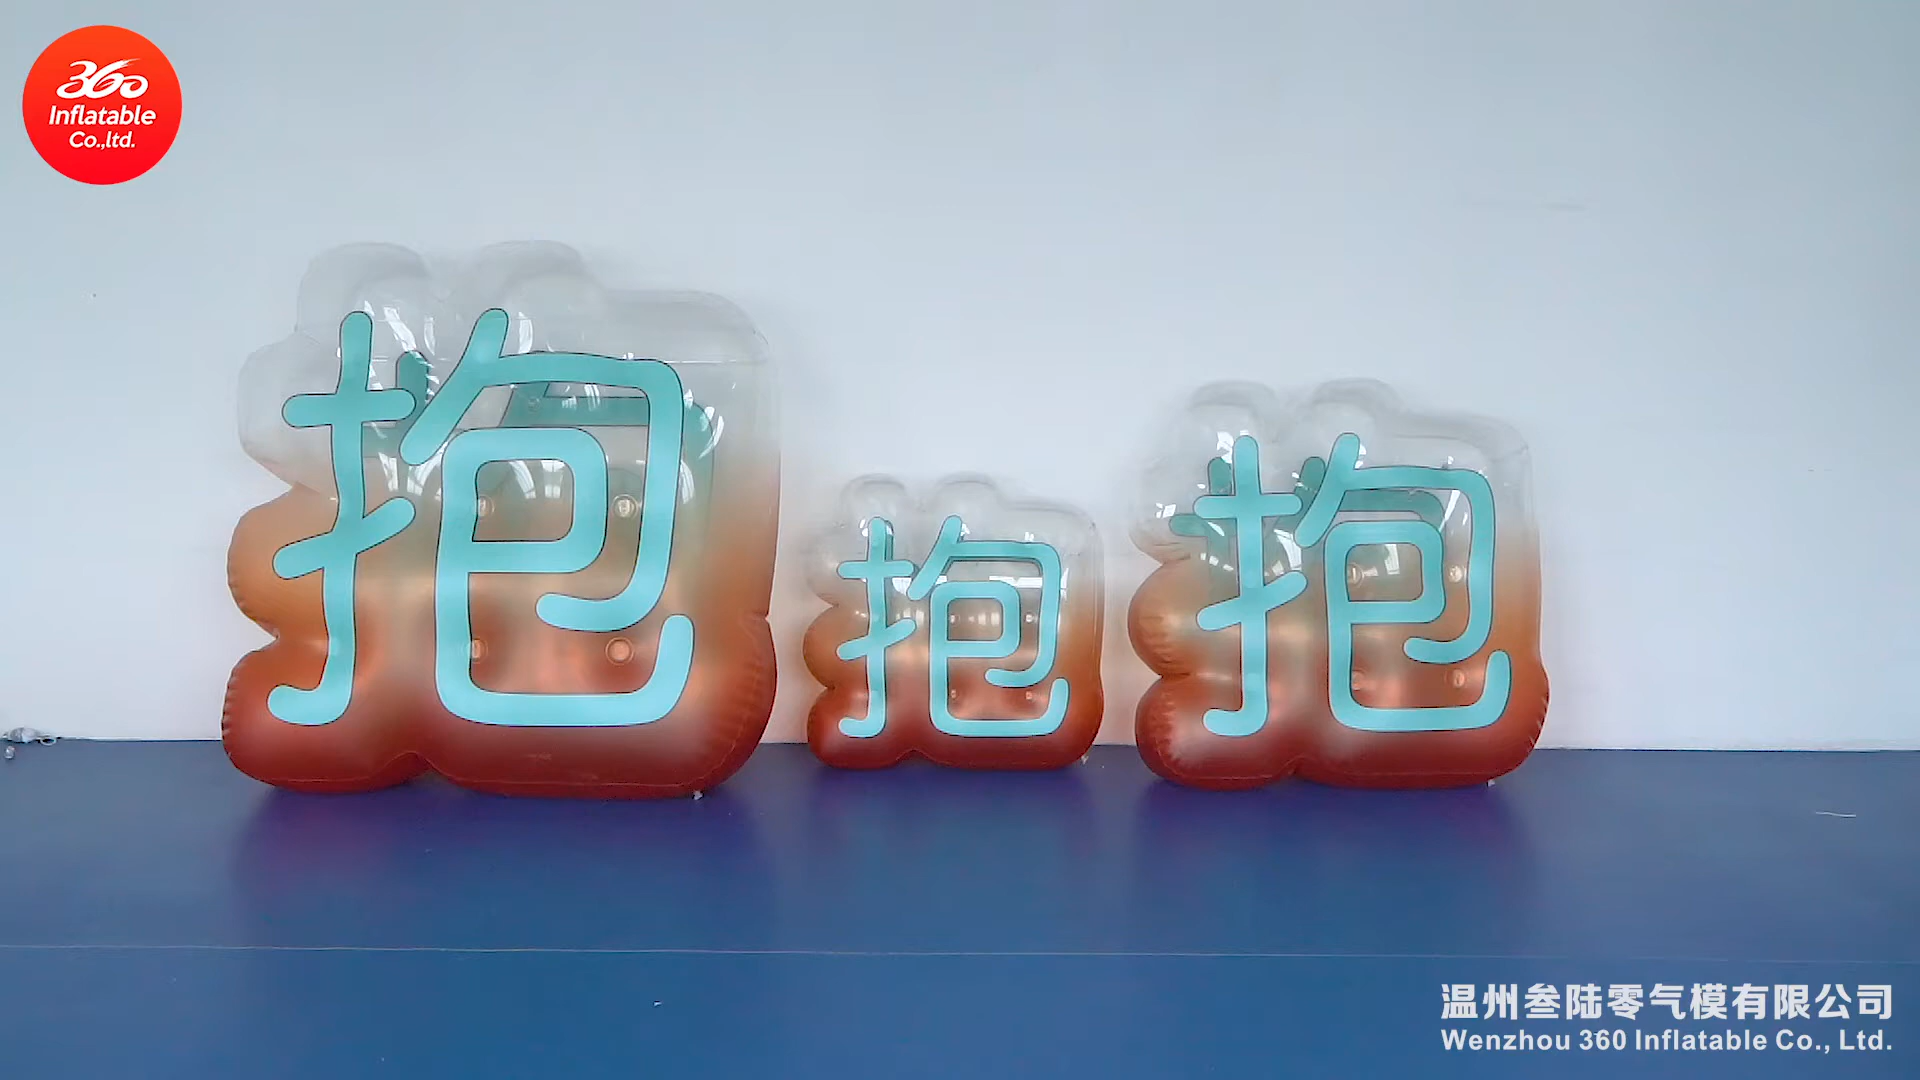 360
Inflatable
Co.,ltd.
抱 抱 抱
温州叁陆零气模有限公司
Wenzhou 360 Inflatable Co., Ltd.